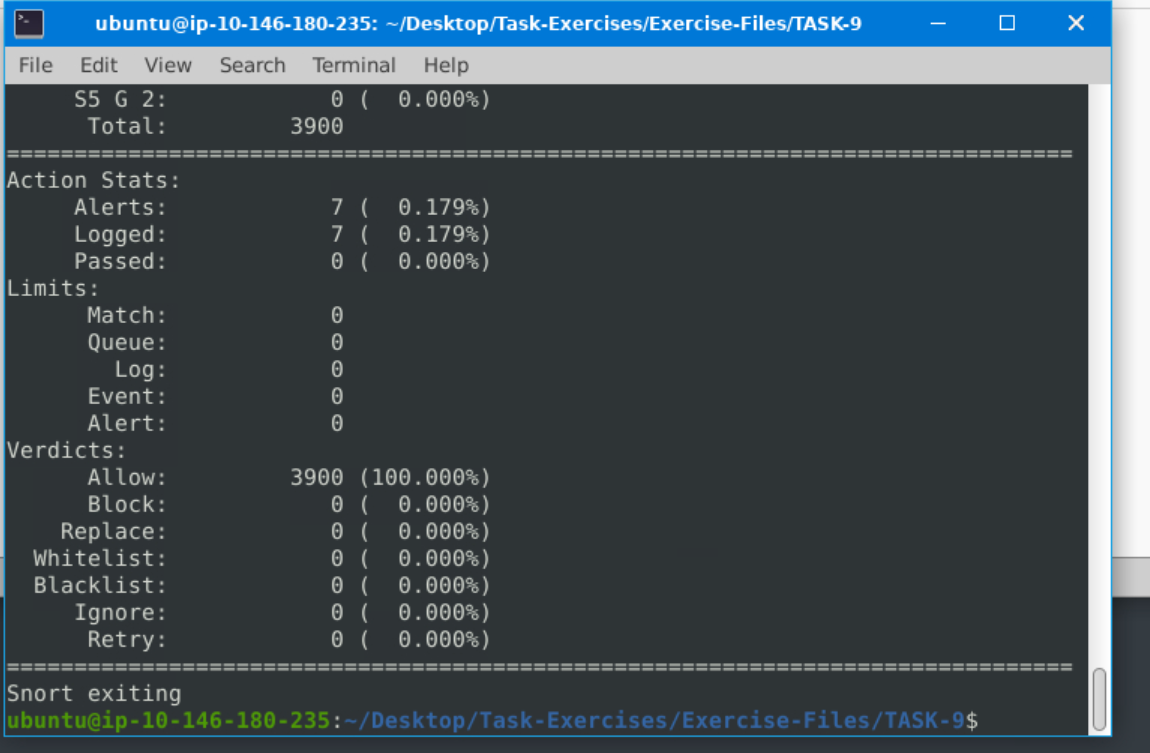 ubuntu@ip-10-146-180-235: ~/Desktop/Task-Exercises/Exercise-Files/TASK-9
File Edit View Search Terminal Help
     S5 G 2:            0 (  0.000%)
      Total:         3900
===============================================================================
Action Stats:
     Alerts:            7 (  0.179%)
     Logged:            7 (  0.179%)
     Passed:            0 (  0.000%)
Limits:
      Match:            0
      Queue:            0
        Log:            0
      Event:            0
      Alert:            0
Verdicts:
      Allow:         3900 (100.000%)
      Block:            0 (  0.000%)
    Replace:            0 (  0.000%)
  Whitelist:            0 (  0.000%)
  Blacklist:            0 (  0.000%)
     Ignore:            0 (  0.000%)
      Retry:            0 (  0.000%)
===============================================================================
Snort exiting
ubuntu@ip-10-146-180-235:~/Desktop/Task-Exercises/Exercise-Files/TASK-9$